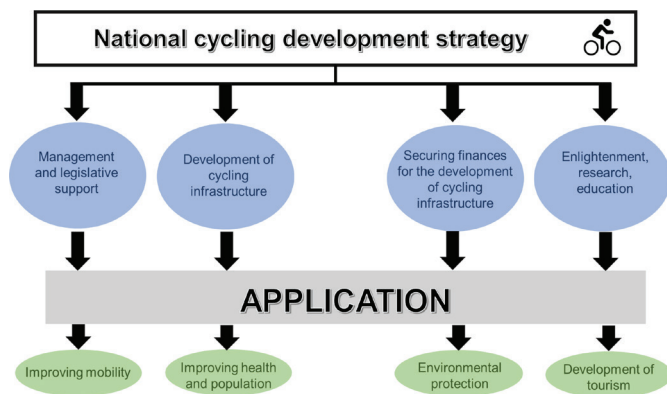 National cycling development strategy
Management
and legislative
support
Development of
cycling
infrastructure
Securing finances
for the development
of cycling
infrastructure
Enlightenment,
research,
education
APPLICATION
Improving mobility
Improving health
and population
Environmental
protection
Development of
tourism